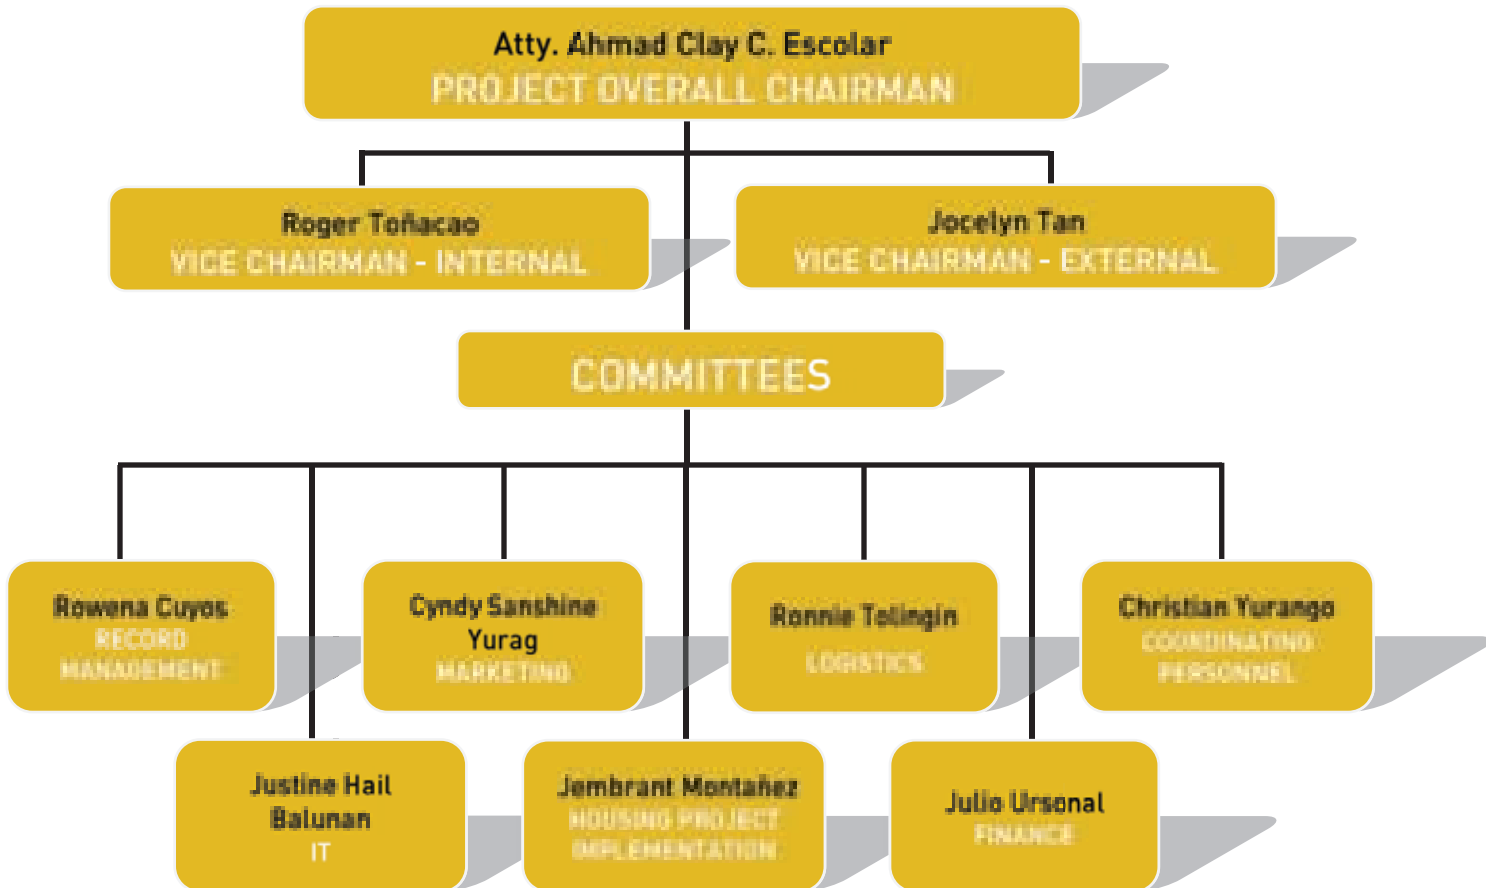 Atty. Ahmad Clay C. Escolar
PROJECT OVERALL CHAIRMAN
Roger Toñacao
VICE CHAIRMAN - INTERNAL
Jocelyn Tan
VICE CHAIRMAN - EXTERNAL
COMMITTEES
Rowena Cuyos
RECORD
MANAGEMENT
Cyndy Sanshine
Yurag
MARKETING
Ronnie Tolingin
LOGISTICS
Christian Yurango
COORDINATING
PERSONNEL
Justine Hail
Balunan
IT
Jembrant Montañez
HOUSING PROJECT
IMPLEMENTATION
Julio Ursonal
FINANCE